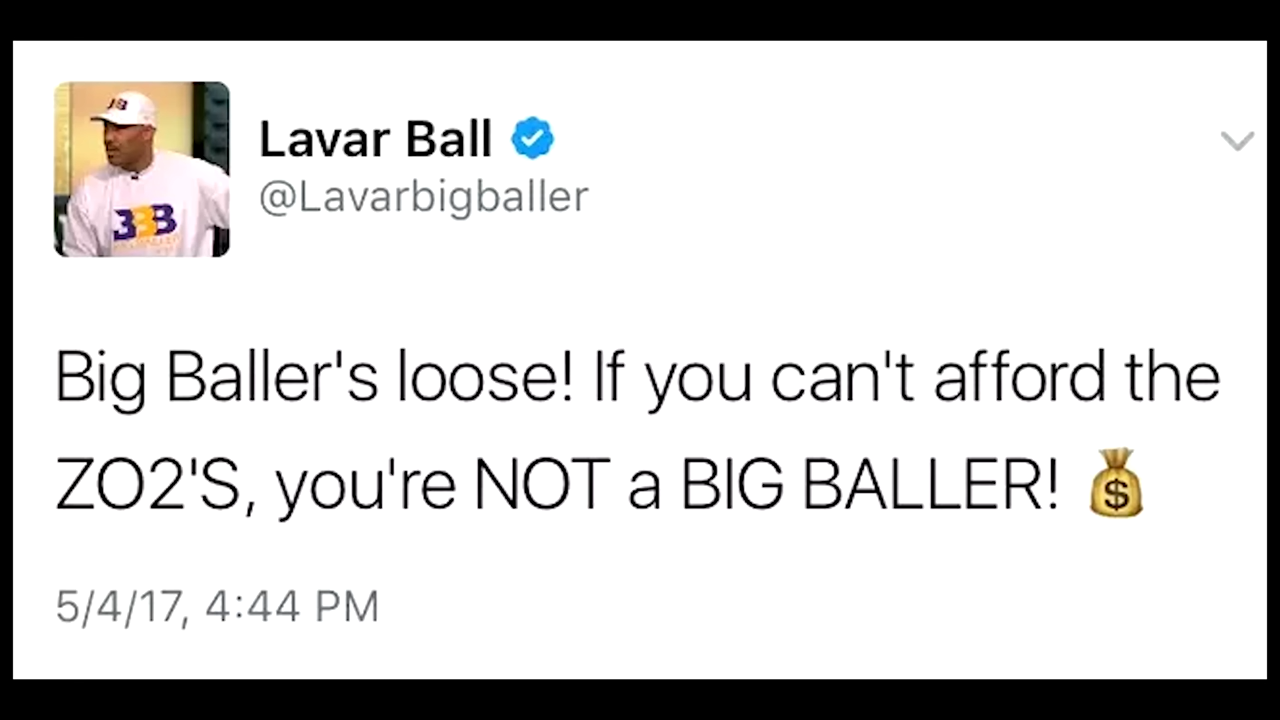 BBB
Lavar Ball
@Lavarbigballer
Big Baller's loose! If you can't afford the
ZO2'S, you're NOT a BIG BALLER! 💰
5/4/17, 4:44 PM